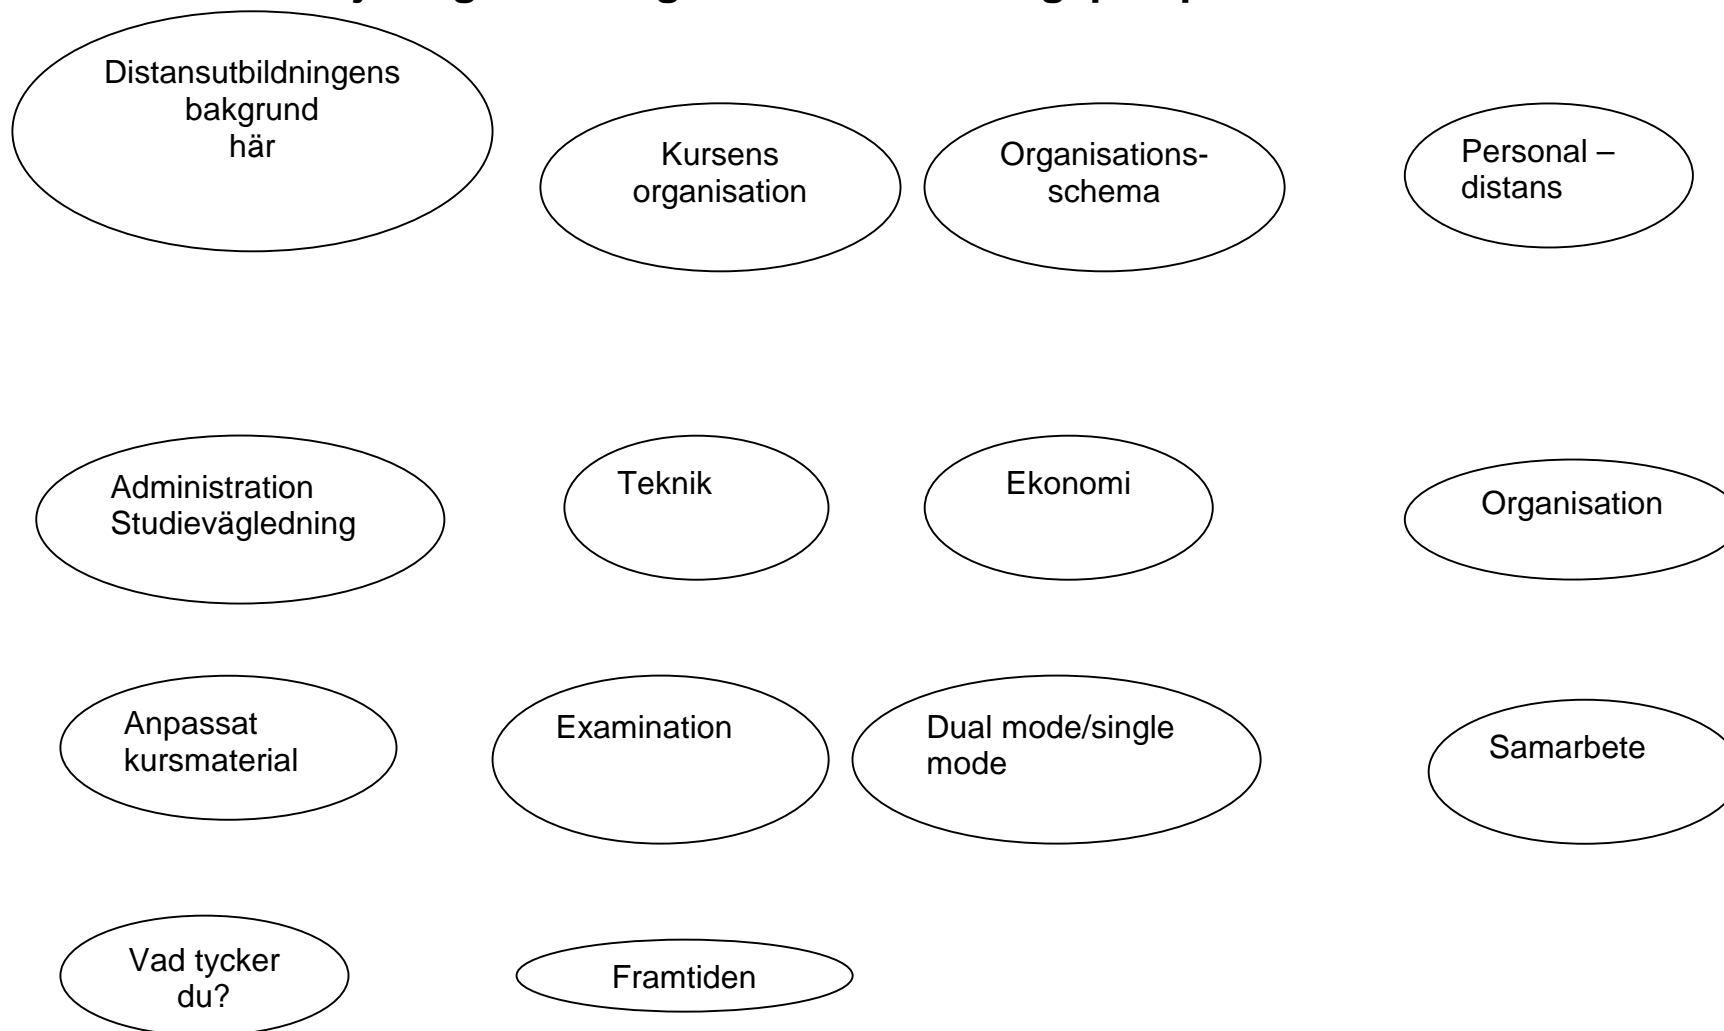 Distansutbildningens
bakgrund
här
Kursens
organisation
Organisations-
schema
Personal –
distans
Administration
Studievägledning
Teknik
Ekonomi
Organisation
Anpassat
kursmaterial
Examination
Dual mode/single
mode
Samarbete
Vad tycker
du?
Framtiden